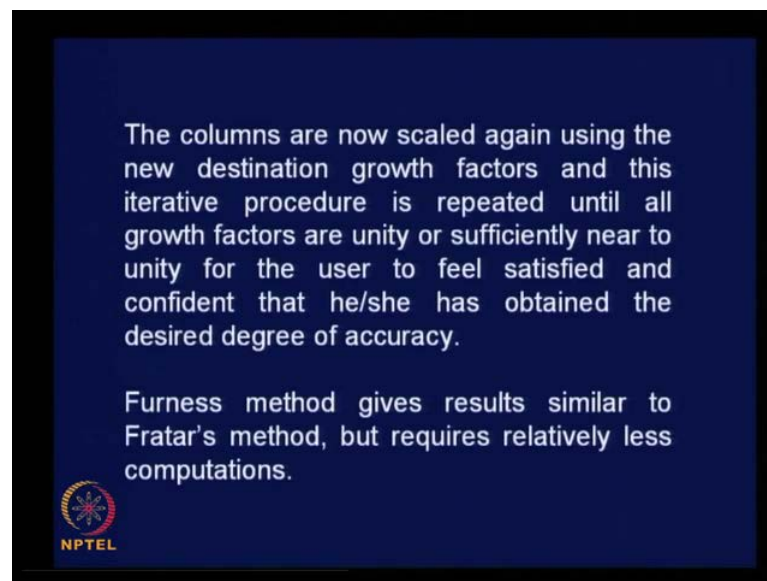 The columns are now scaled again using the
new destination growth factors and this
iterative procedure is repeated until all
growth factors are unity or sufficiently near to
unity for the user to feel satisfied and
confident that he/she has obtained the
desired degree of accuracy.
Furness method gives results similar to
Fratar's method, but requires relatively less
computations.
NPTEL